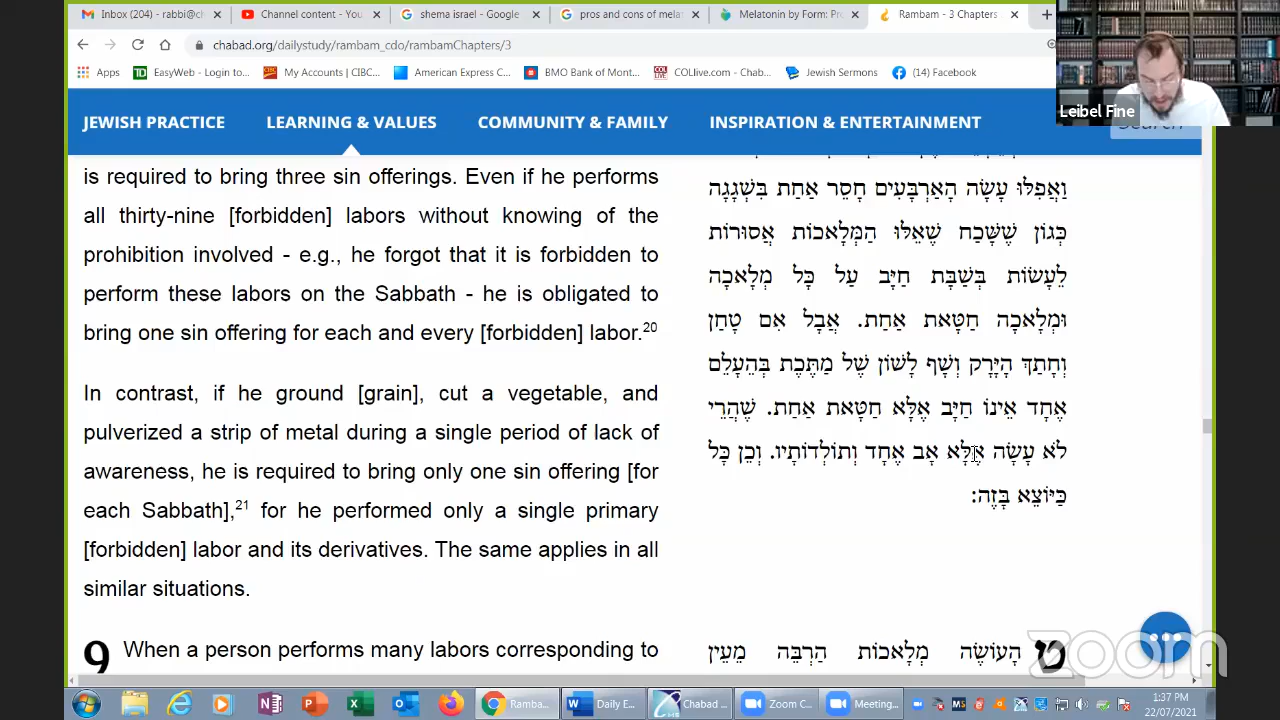 Inbox (204) - rabbi@ch
Channel content - You
shema israel - Google
pros and cons of mela
Melatonin by Form: Pr
Rambam - 3 Chapters
chabad.org/dailystudy/rambam_cdo/rambamChapters/3
Apps
EasyWeb - Login to...
My Accounts | CIBC...
American Express C...
BMO Bank of Mont...
COLlive.com - Chab...
Jewish Sermons
(14) Facebook
Leibel Fine
JEWISH PRACTICE
LEARNING & VALUES
COMMUNITY & FAMILY
INSPIRATION & ENTERTAINMENT
Search
is required to bring three sin offerings. Even if he performs
all thirty-nine [forbidden] labors without knowing of the
prohibition involved - e.g., he forgot that it is forbidden to
perform these labors on the Sabbath - he is obligated to
bring one sin offering for each and every [forbidden] labor.20
In contrast, if he ground [grain], cut a vegetable, and
pulverized a strip of metal during a single period of lack of
awareness, he is required to bring only one sin offering [for
each Sabbath],21 for he performed only a single primary
[forbidden] labor and its derivatives. The same applies in all
similar situations.
9 When a person performs many labors corresponding to
וַאֲפִלּוּ עָשָׂה הָאַרְבָּעִים חָסֵר אַחַת בִּשְׁגָגָה
כְּגוֹן שֶׁשָּׁכַח שֶׁאֵלּוּ הַמְּלָאכוֹת אֲסוּרוֹת
לֵעָשׂוֹת בְּשַׁבָּת חַיָּב עַל כָּל מְלָאכָה
וּמְלָאכָה חַטָּאת אַחַת. אֲבָל אִם טָחַן
וְחָתַךְ הַיָּרָק וְשָׁף לָשׁוֹן שֶׁל מַתֶּכֶת בְּהֶעְלֵם
אֶחָד אֵינוֹ חַיָּב אֶלָּא חַטָּאת אַחַת. שֶׁהֲרֵי
לֹא עָשָׂה אֶלָּא אָב אֶחָד וְתוֹלְדוֹתָיו. וְכֵן כָּל
כַּיּוֹצֵא בָּזֶה:
ט הָעוֹשֶׂה מְלָאכוֹת הַרְבֵּה מֵעֵין
zoom
Ramba...
Daily E...
Chabad ...
Zoom C...
Meeting...
1:37 PM
22/07/2021